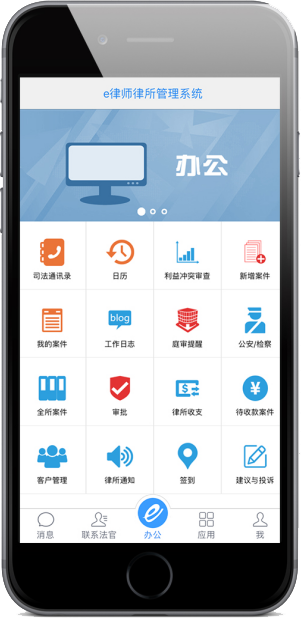 e律师律所管理系统
办公
司法通讯录 日历 利益冲突审查 新增案件
blog
我的案件 工作日志 庭审提醒 公安/检察
$ ¥
全所案件 审批 律所收支 待收款案件
客户管理 律所通知 签到 建议与投诉
e
消息 联系法官 办公 应用 我